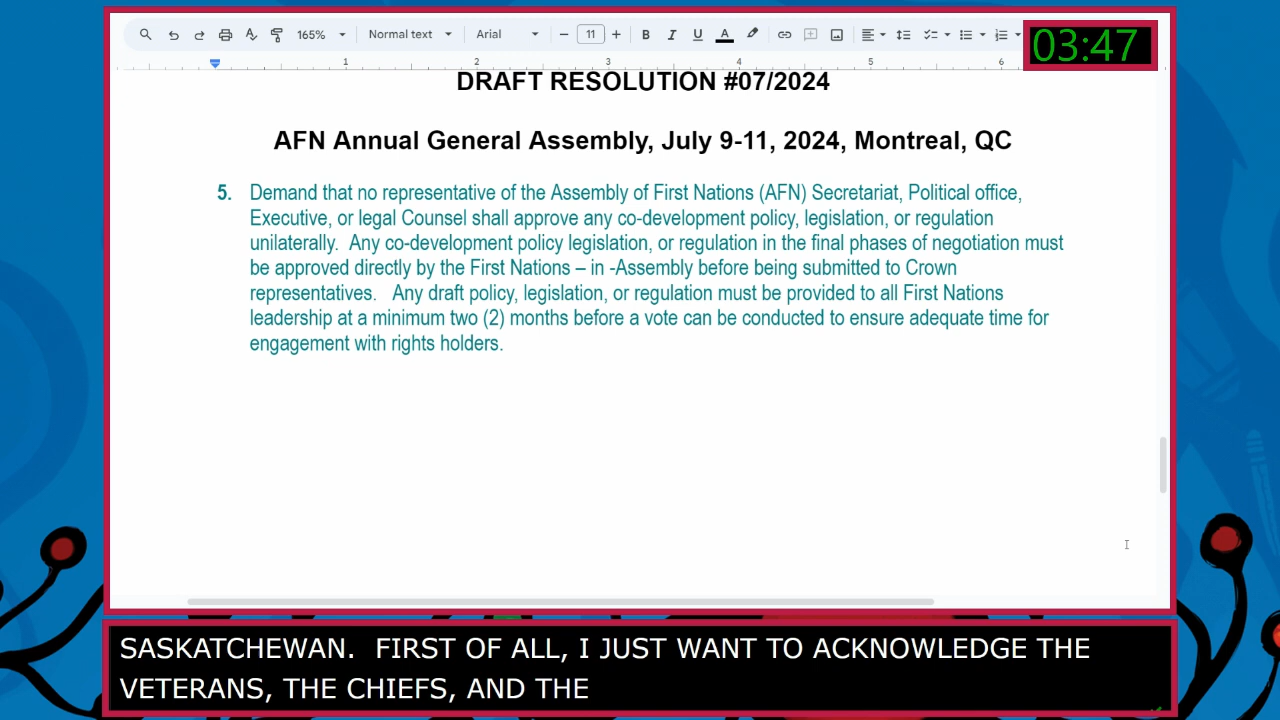 165% Normal text Arial 11 B I U A
03:47
1 2 3 4 5 6
DRAFT RESOLUTION #07/2024
AFN Annual General Assembly, July 9-11, 2024, Montreal, QC
5. Demand that no representative of the Assembly of First Nations (AFN) Secretariat, Political office,
Executive, or legal Counsel shall approve any co-development policy, legislation, or regulation
unilaterally. Any co-development policy legislation, or regulation in the final phases of negotiation must
be approved directly by the First Nations – in -Assembly before being submitted to Crown
representatives. Any draft policy, legislation, or regulation must be provided to all First Nations
leadership at a minimum two (2) months before a vote can be conducted to ensure adequate time for
engagement with rights holders.
SASKATCHEWAN. FIRST OF ALL, I JUST WANT TO ACKNOWLEDGE THE
VETERANS, THE CHIEFS, AND THE